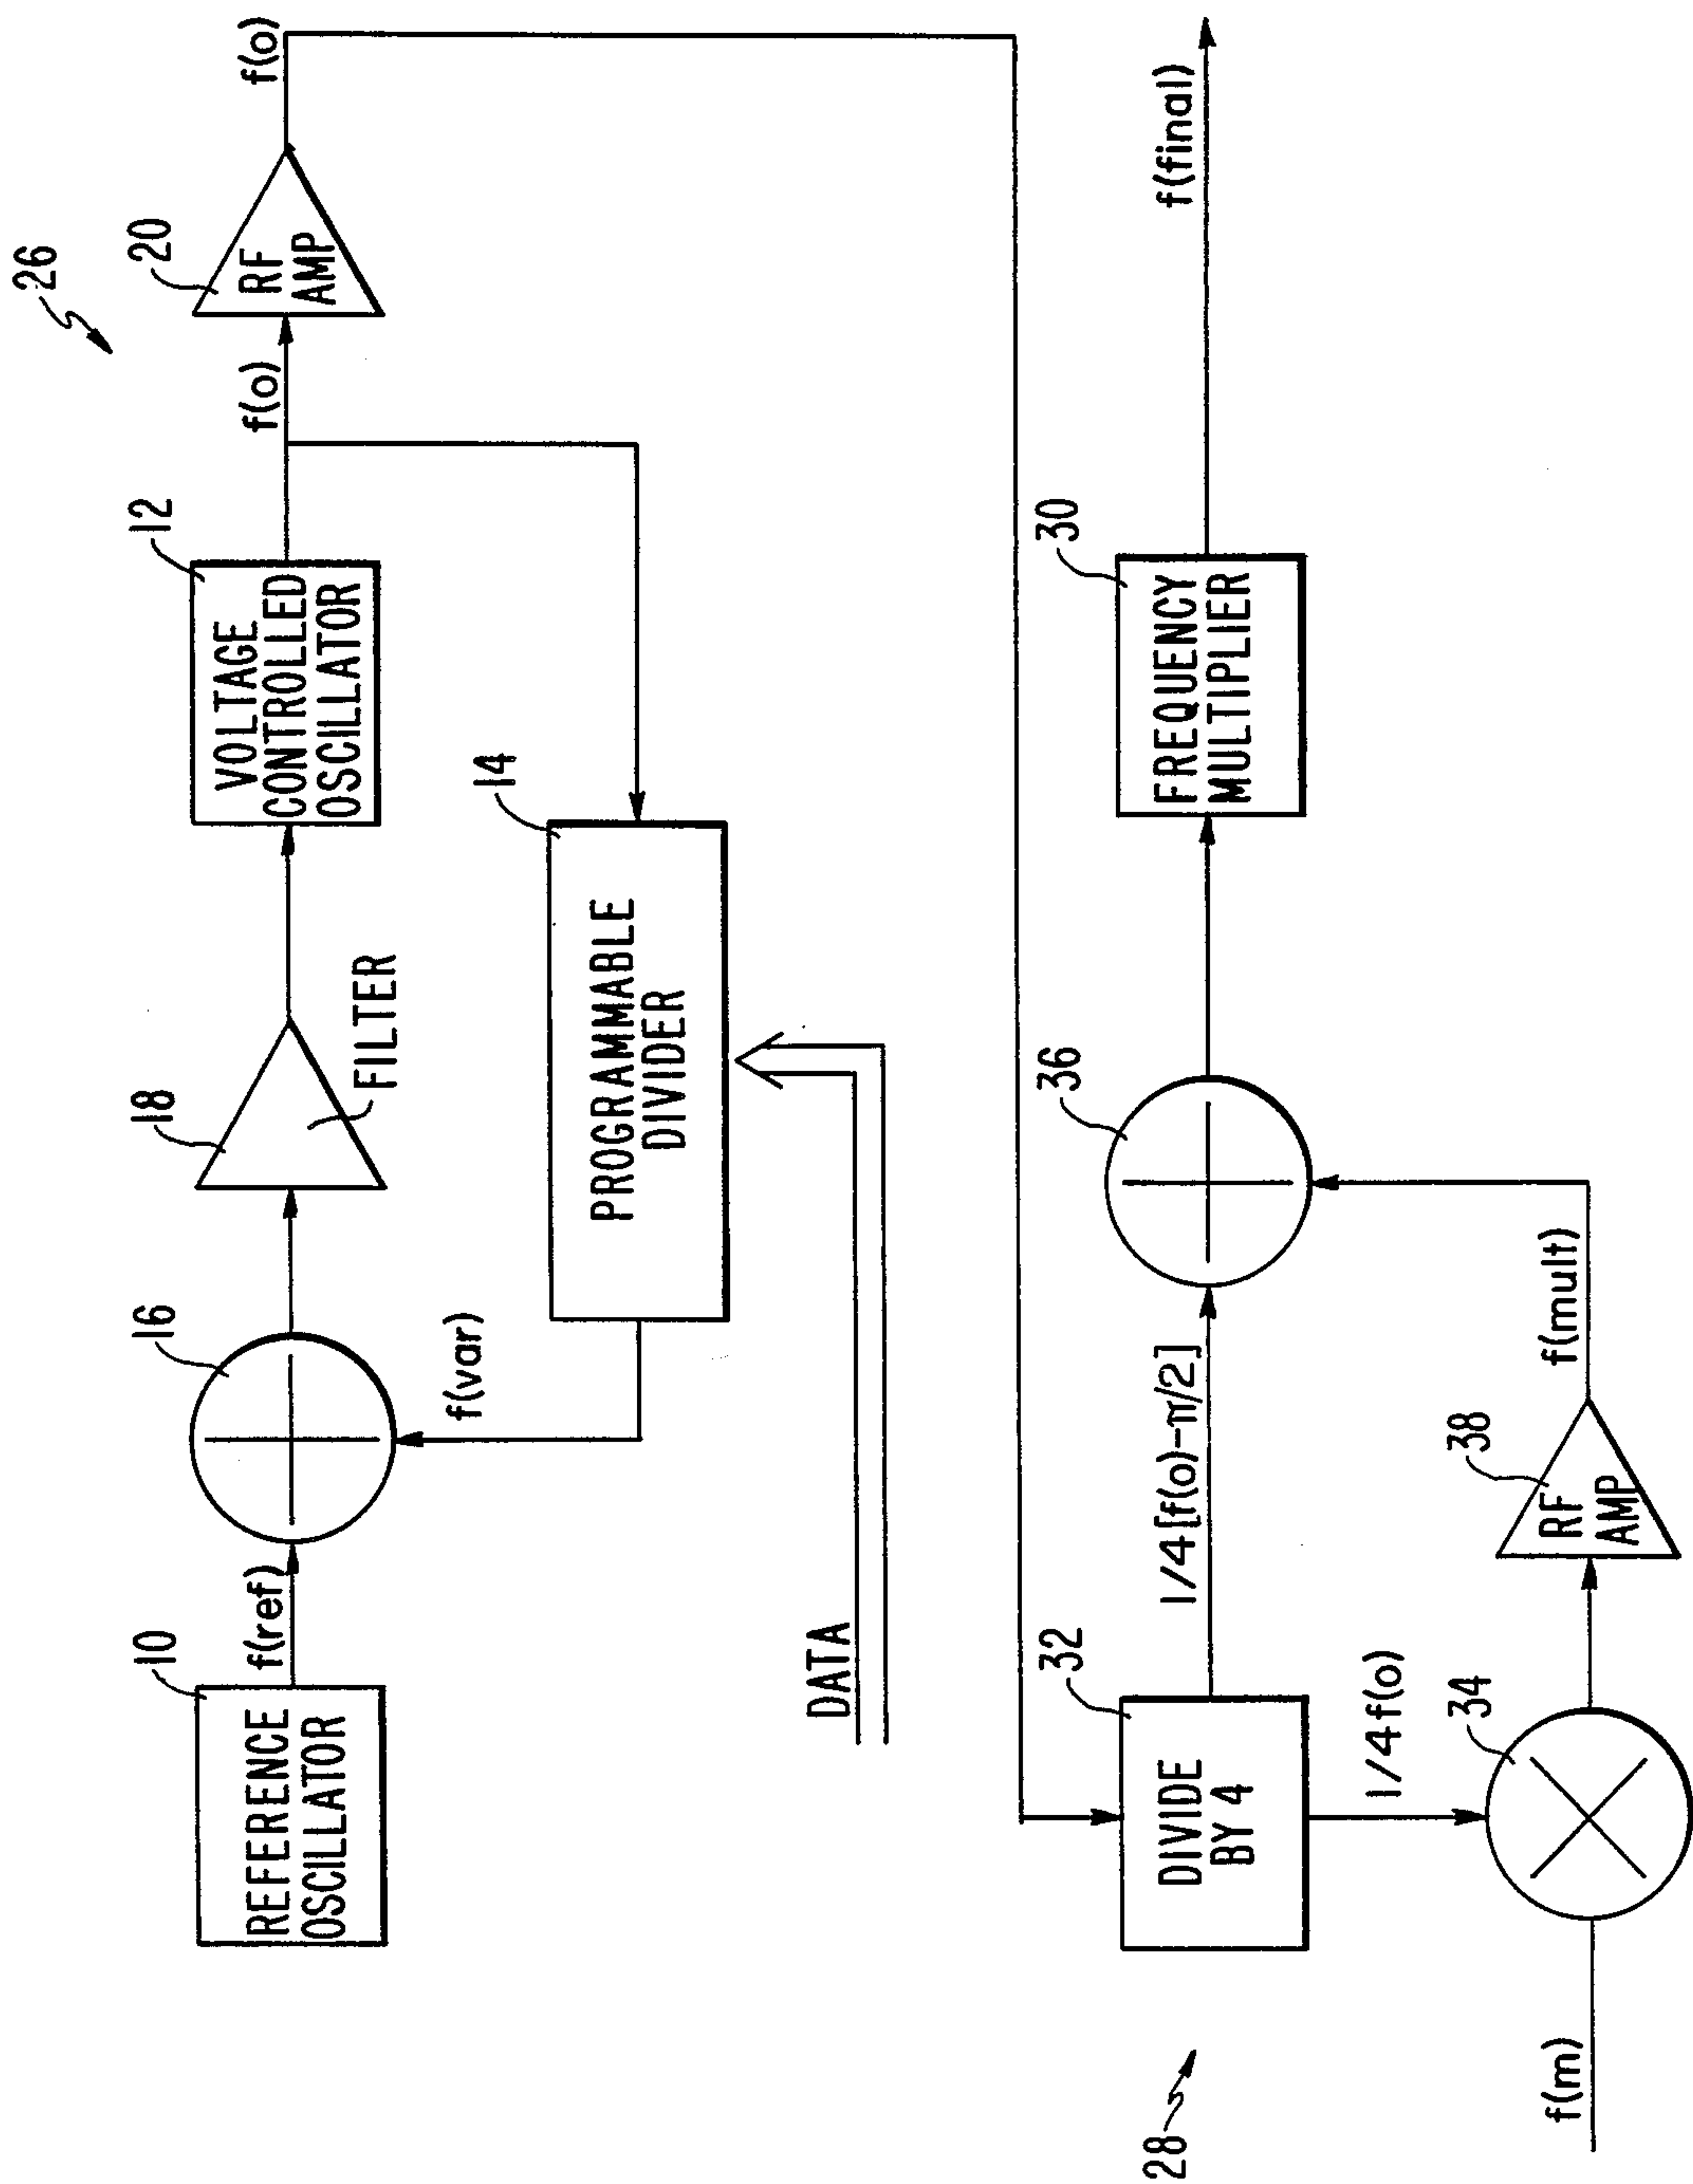 26
10
REFERENCE
OSCILLATOR
f(ref)
16
18
FILTER
12
VOLTAGE
CONTROLLED
OSCILLATOR
f(o)
20
RF
AMP
f(o)
f(var)
14
PROGRAMMABLE
DIVIDER
DATA
28
32
DIVIDE
BY 4
1/4[f(o)-π/2]
36
30
FREQUENCY
MULTIPLIER
f(final)
1/4f(o)
f(m)
34
38
RF
AMP
f(mult)